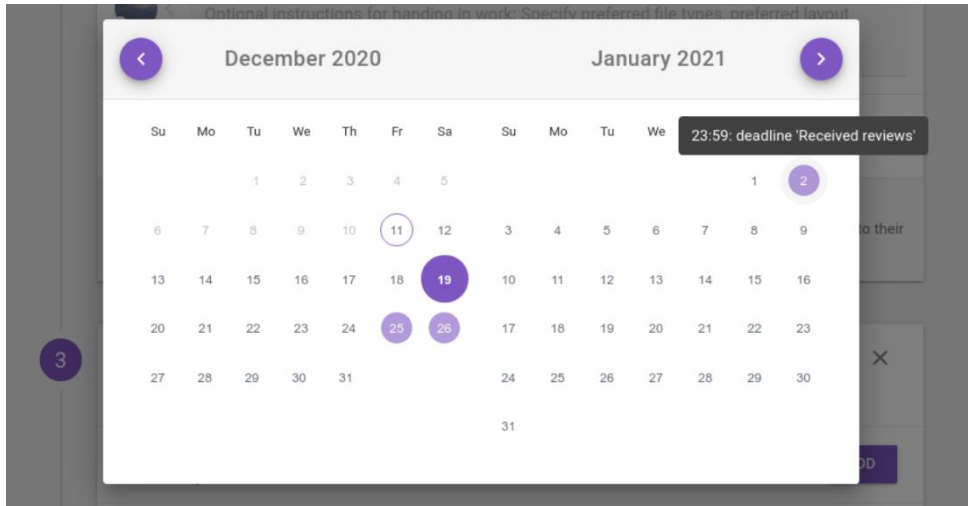 Optional instructions for handing in work: Specify preferred file types, preferred layout
December 2020
January 2021
Su Mo Tu We Th Fr Sa
Su Mo Tu We
23:59: deadline 'Received reviews'
1 2 3 4 5
1 2
6 7 8 9 10 11 12
3 4 5 6 7 8 9
to their
13 14 15 16 17 18 19
10 11 12 13 14 15 16
20 21 22 23 24 25 26
17 18 19 20 21 22 23
3
27 28 29 30 31
24 25 26 27 28 29 30
31
DD